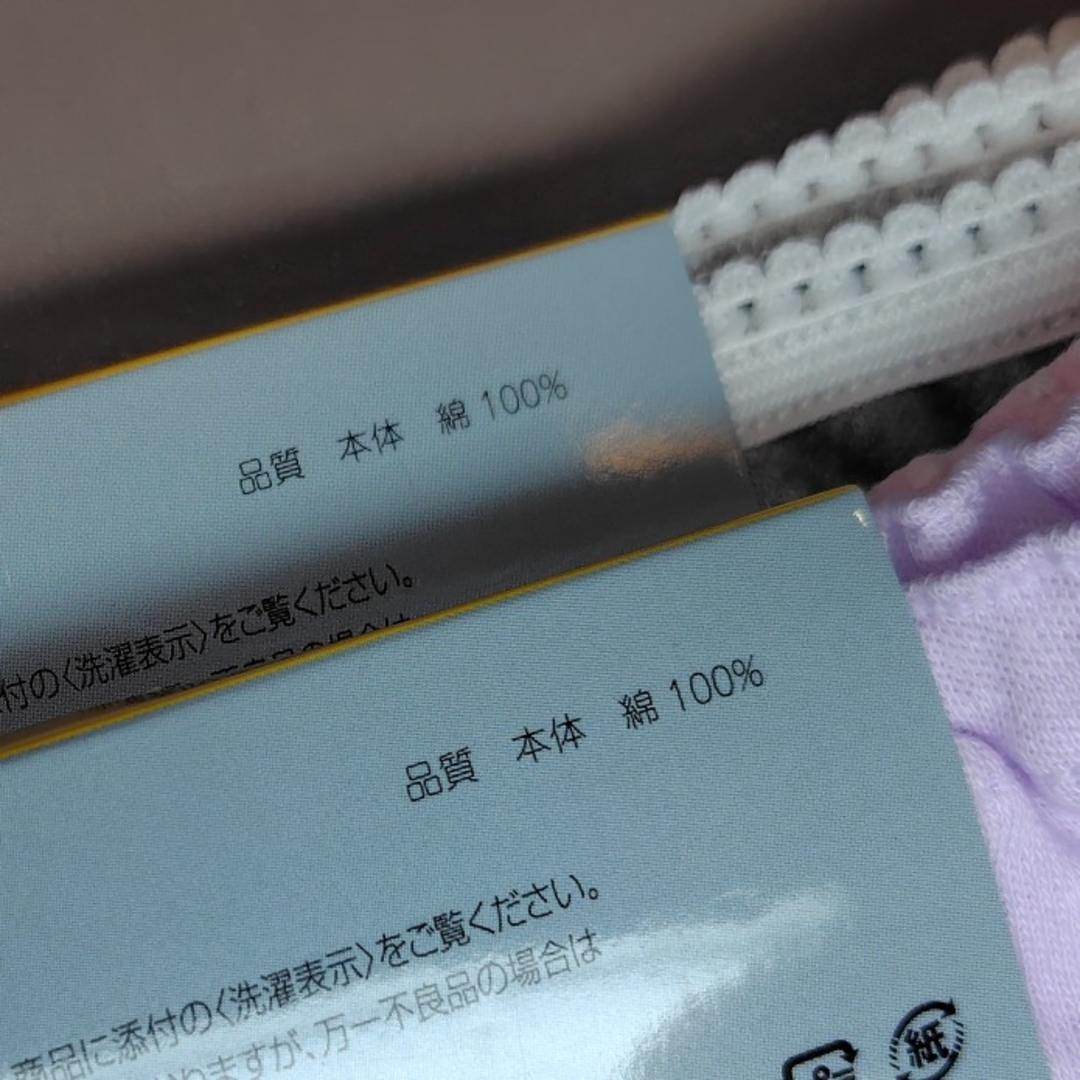 品質 本体 綿 100%
付の〈洗濯表示〉をご覧ください。
品質 本体 綿 100%
商品に添付の〈洗濯表示〉をご覧ください。
りますが、万一不良品の場合は
紙